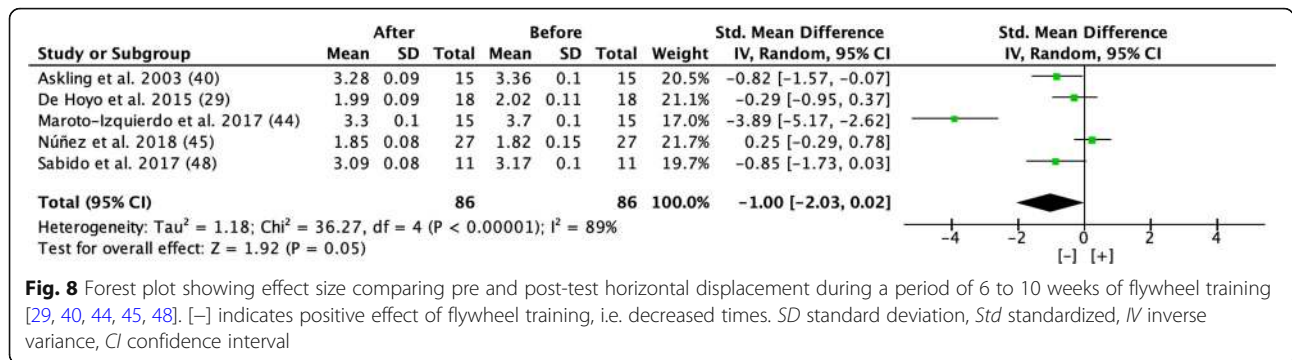 After Before Std. Mean Difference Std. Mean Difference
Study or Subgroup Mean SD Total Mean SD Total Weight IV, Random, 95% CI IV, Random, 95% CI
Askling et al. 2003 (40) 3.28 0.09 15 3.36 0.1 15 20.5% −0.82 [−1.57, −0.07]
De Hoyo et al. 2015 (29) 1.99 0.09 18 2.02 0.11 18 21.1% −0.29 [−0.95, 0.37]
Maroto-Izquierdo et al. 2017 (44) 3.3 0.1 15 3.7 0.1 15 17.0% −3.89 [−5.17, −2.62]
Núñez et al. 2018 (45) 1.85 0.08 27 1.82 0.15 27 21.7% 0.25 [−0.29, 0.78]
Sabido et al. 2017 (48) 3.09 0.08 11 3.17 0.1 11 19.7% −0.85 [−1.73, 0.03]
Total (95% CI) 86 86 100.0% −1.00 [−2.03, 0.02]
Heterogeneity: Tau² = 1.18; Chi² = 36.27, df = 4 (P < 0.00001); I² = 89%
Test for overall effect: Z = 1.92 (P = 0.05)
−4 −2 0 2 4
[−] [+]
Fig. 8 Forest plot showing effect size comparing pre and post-test horizontal displacement during a period of 6 to 10 weeks of flywheel training
[29, 40, 44, 45, 48]. [−] indicates positive effect of flywheel training, i.e. decreased times. SD standard deviation, Std standardized, IV inverse
variance, CI confidence interval